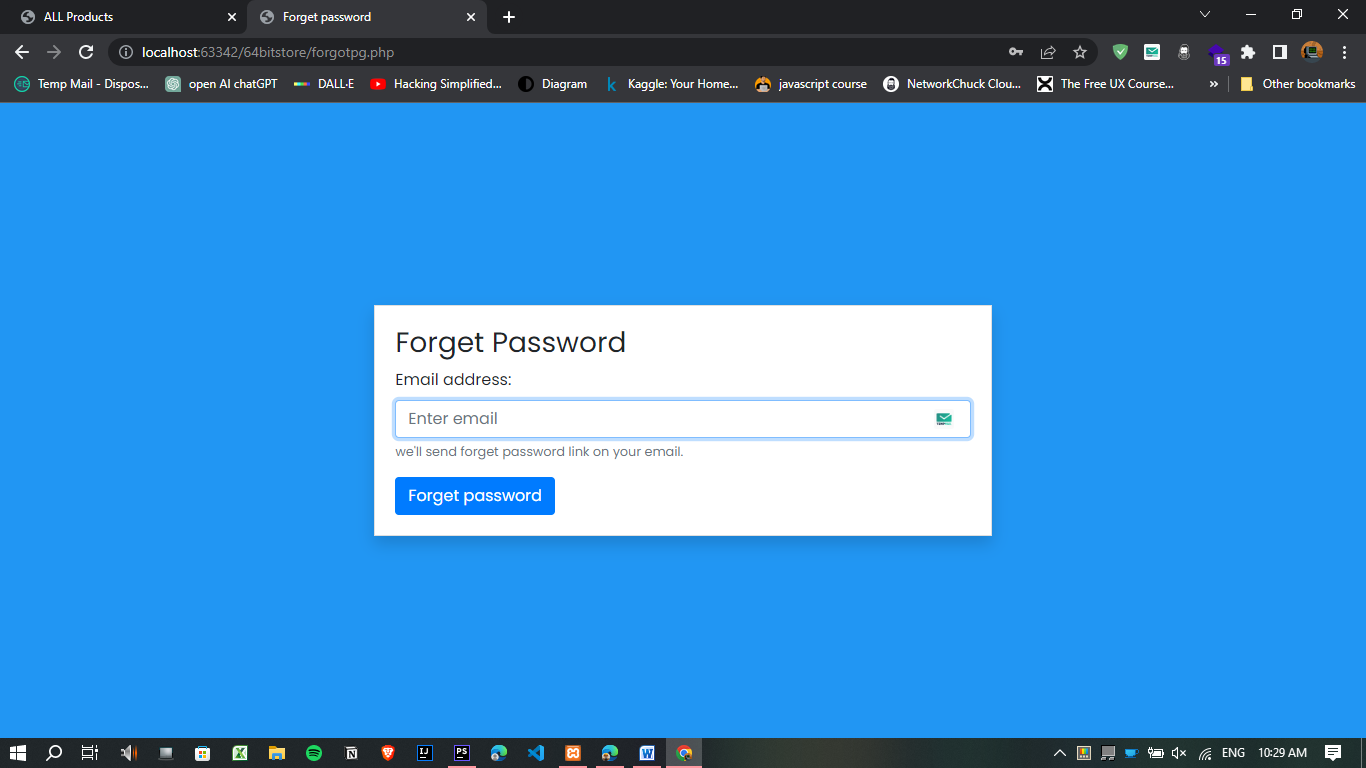 ALL Products
Forget password
localhost:63342/64bitstore/forgotpg.php
15
Temp Mail - Dispos...
open AI chatGPT
DALL·E
Hacking Simplified...
Diagram
Kaggle: Your Home...
javascript course
NetworkChuck Clou...
The Free UX Course...
»
Other bookmarks
Forget Password
Email address:
Enter email
we'll send forget password link on your email.
Forget password
ENG
10:29 AM